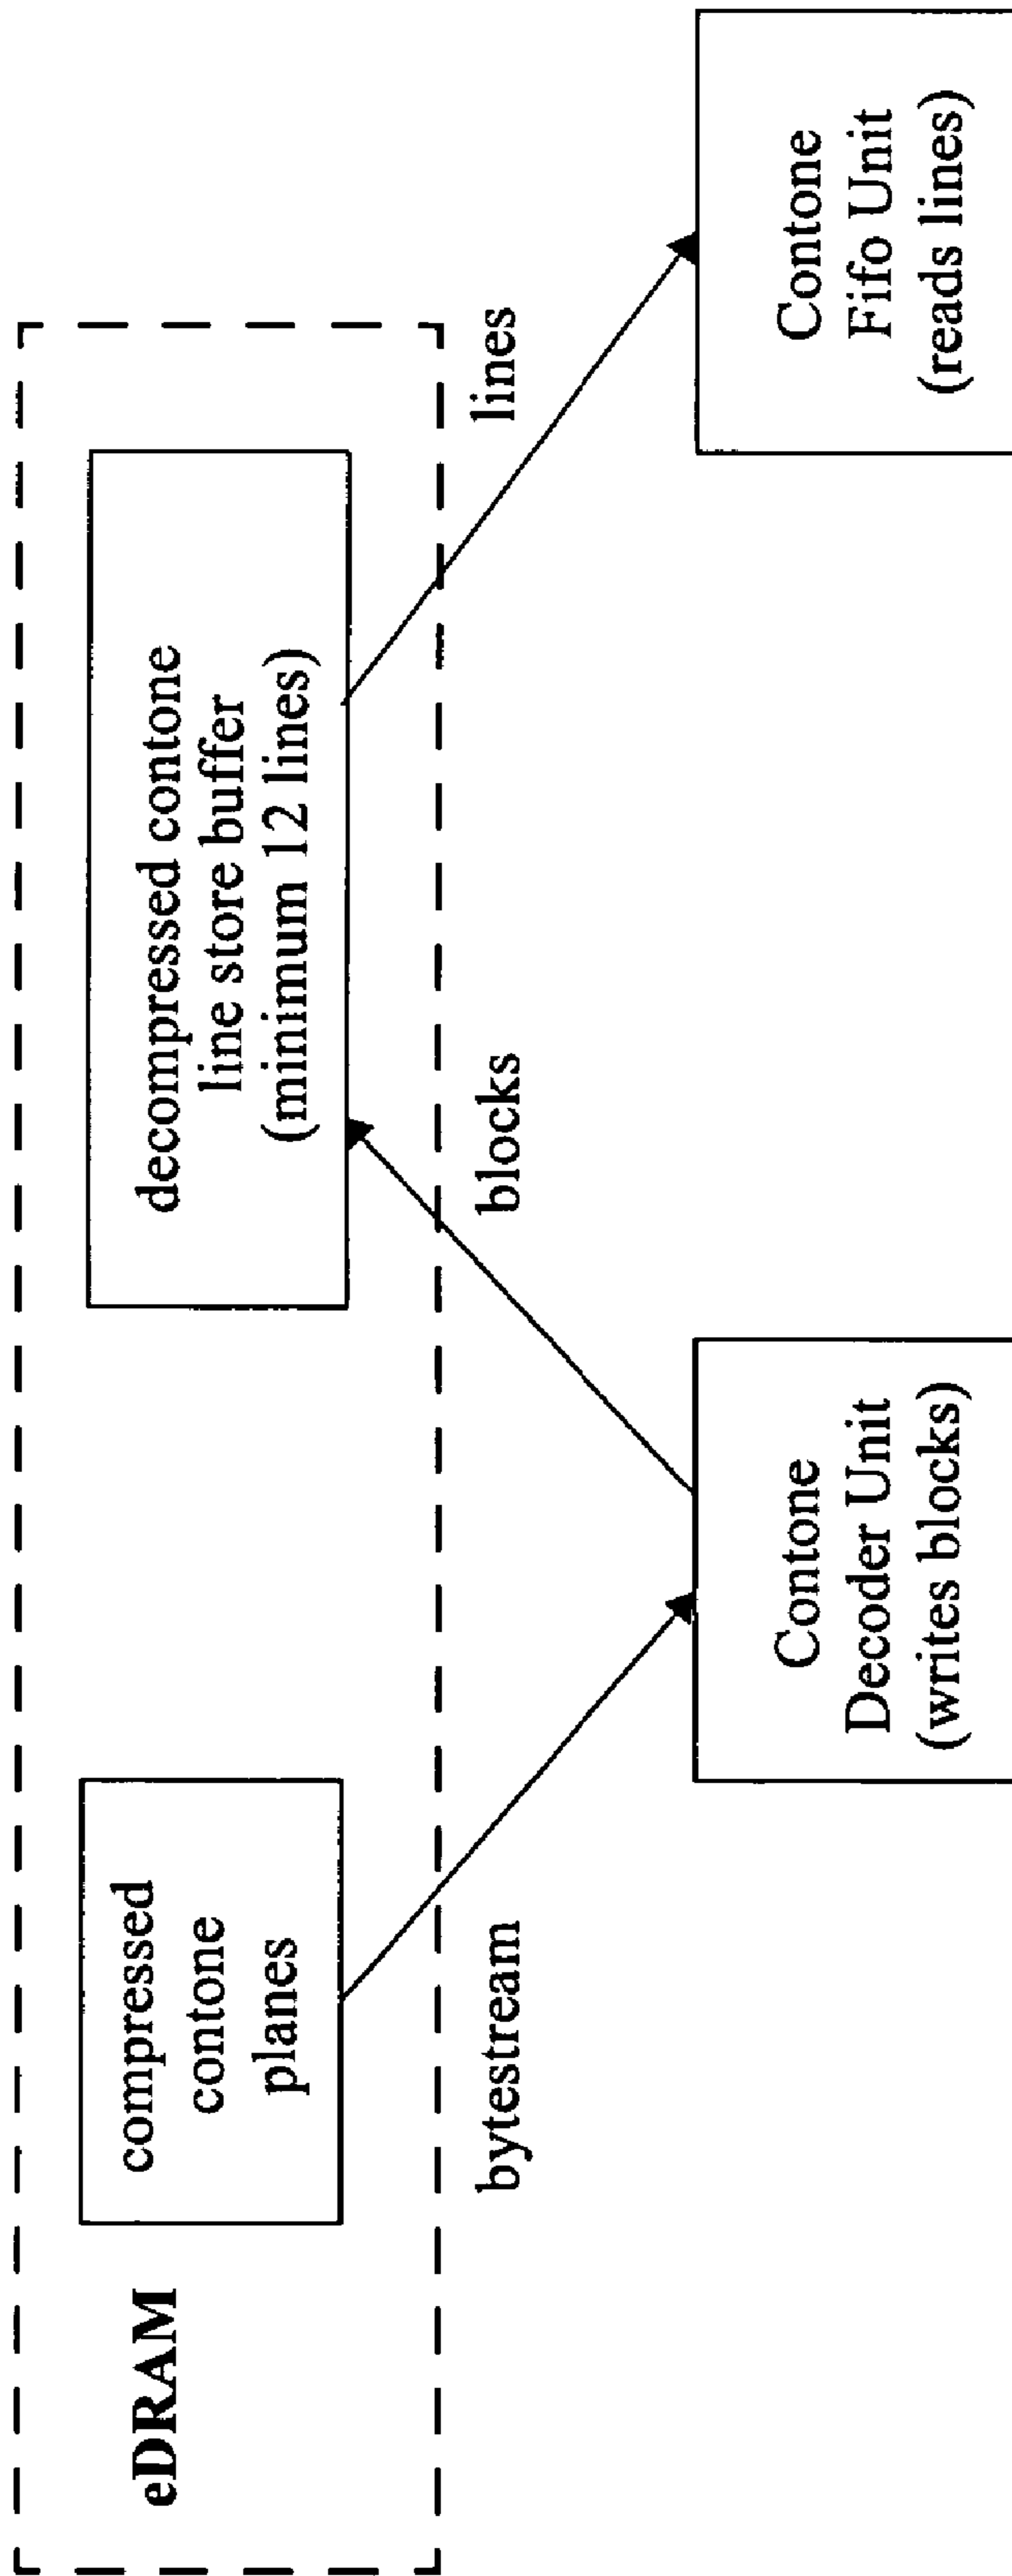 eDRAM
compressed
contone
planes
decompressed contone
line store buffer
(minimum 12 lines)
bytestream
blocks
lines
Contone
Decoder Unit
(writes blocks)
Contone
Fifo Unit
(reads lines)